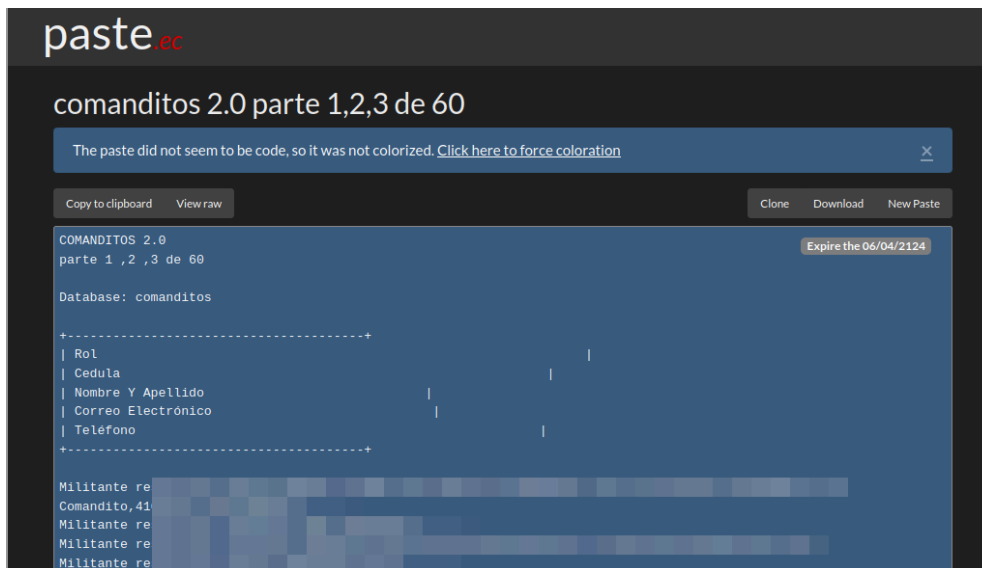 paste.ec
comanditos 2.0 parte 1,2,3 de 60
The paste did not seem to be code, so it was not colorized. Click here to force coloration ×
Copy to clipboard View raw Clone Download New Paste
COMANDITOS 2.0 Expire the 06/04/2124
parte 1 ,2 ,3 de 60
Database: comanditos
+---------------------------------------+
| Rol |
| Cedula |
| Nombre Y Apellido |
| Correo Electrónico |
| Teléfono |
+---------------------------------------+
Militante re
Comandito,41
Militante re
Militante re
Militante re